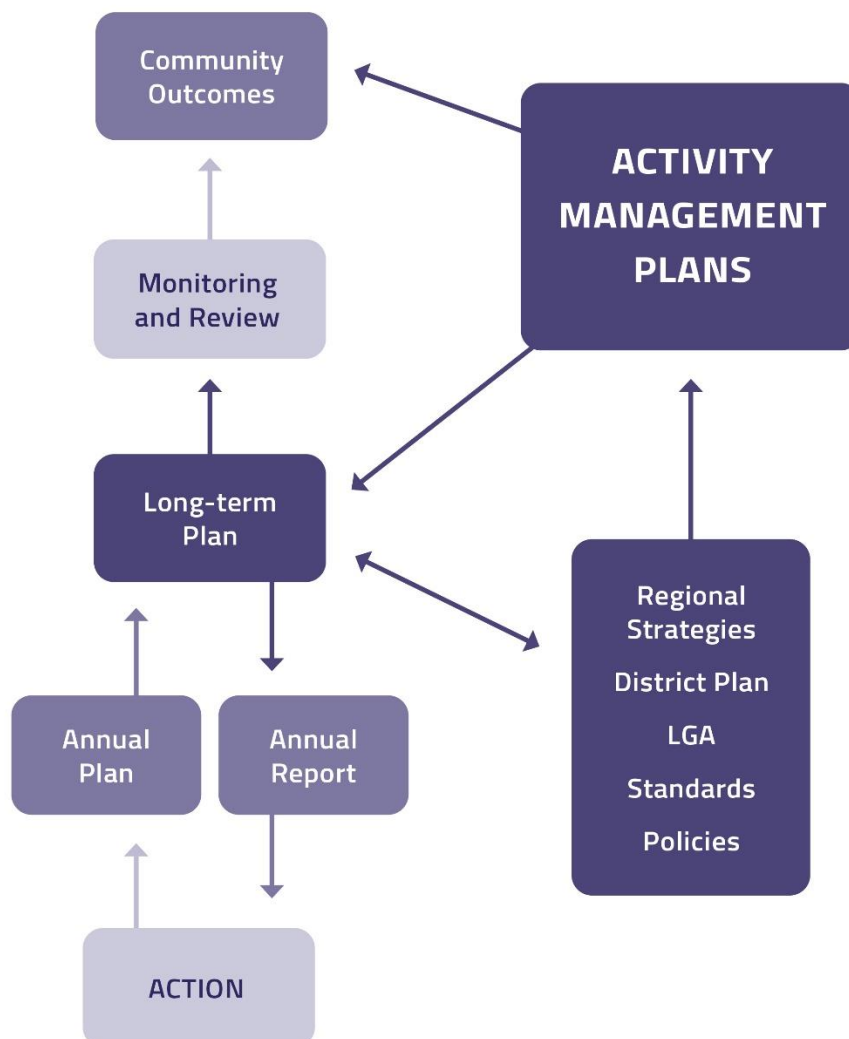 Community
Outcomes
ACTIVITY
MANAGEMENT
PLANS
Monitoring
and Review
Long-term
Plan
Regional
Strategies
District Plan
LGA
Standards
Policies
Annual
Plan
Annual
Report
ACTION